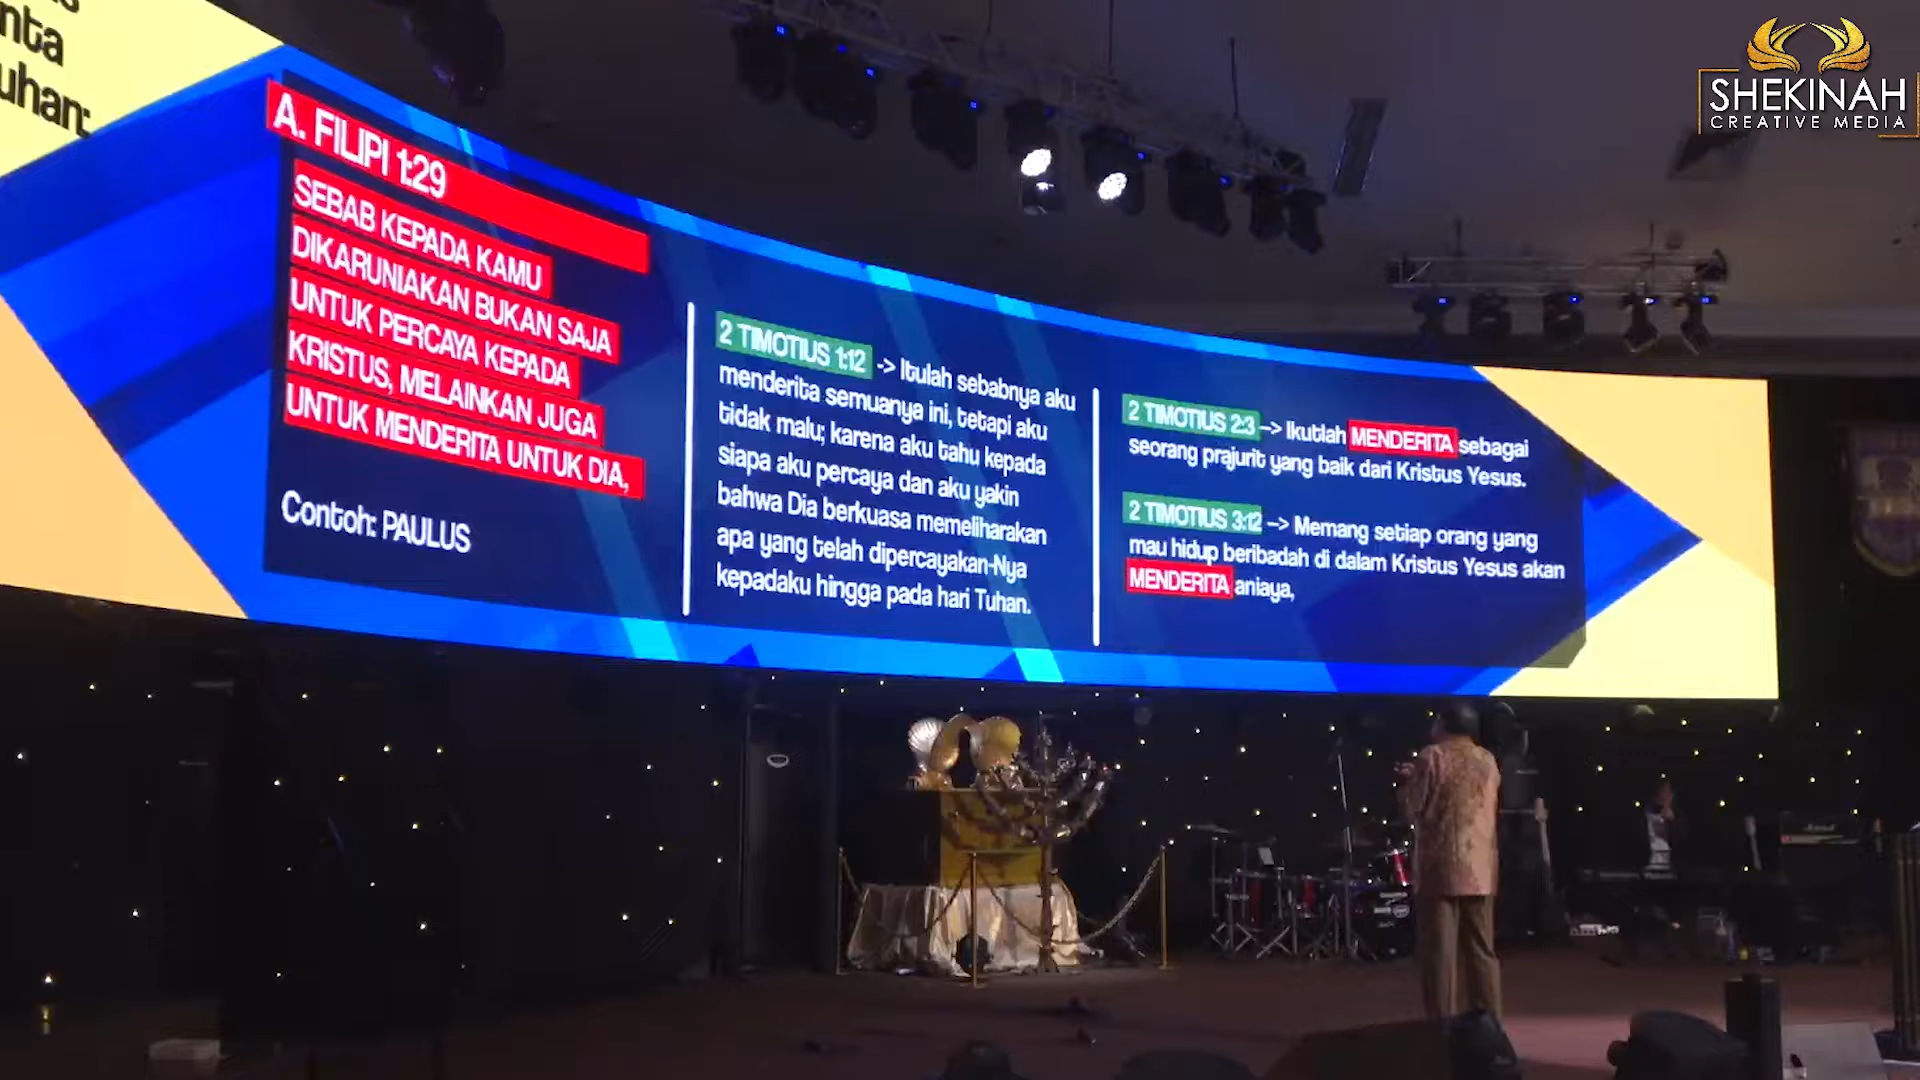 nta
uhan:
A. FILIPI 1:29
SEBAB KEPADA KAMU
DIKARUNIAKAN BUKAN SAJA
UNTUK PERCAYA KEPADA
KRISTUS, MELAINKAN JUGA
UNTUK MENDERITA UNTUK DIA,
Contoh: PAULUS
2 TIMOTIUS 1:12 -> Itulah sebabnya aku
menderita semuanya ini, tetapi aku
tidak malu; karena aku tahu kepada
siapa aku percaya dan aku yakin
bahwa Dia berkuasa memeliharakan
apa yang telah dipercayakan-Nya
kepadaku hingga pada hari Tuhan.
2 TIMOTIUS 2:3 -> Ikutlah MENDERITA sebagai
seorang prajurit yang baik dari Kristus Yesus.
2 TIMOTIUS 3:12 -> Memang setiap orang yang
mau hidup beribadah di dalam Kristus Yesus akan
MENDERITA aniaya,
SHEKINAH
CREATIVE MEDIA